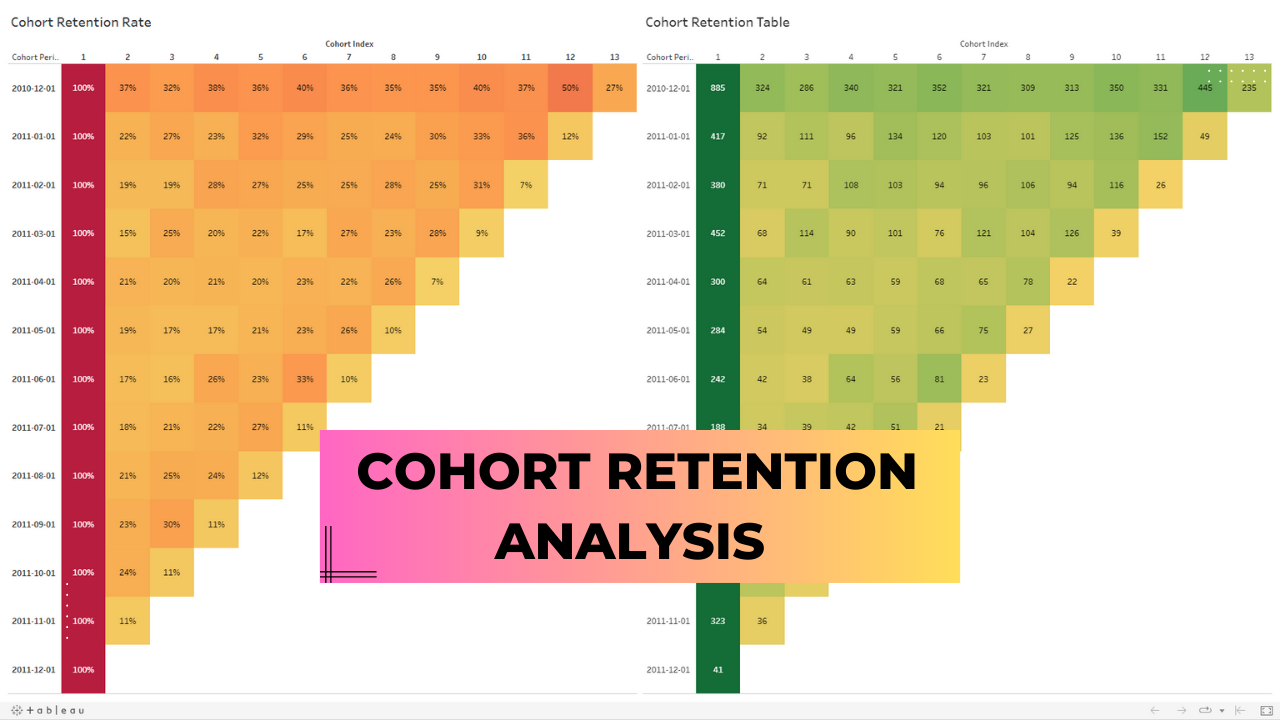 Cohort Retention Rate
Cohort Index
Cohort Peri.. 1 2 3 4 5 6 7 8 9 10 11 12 13
2010-12-01 100% 37% 32% 38% 36% 40% 36% 35% 35% 40% 37% 50% 27%
2011-01-01 100% 22% 27% 23% 32% 29% 25% 24% 30% 33% 36% 12%
2011-02-01 100% 19% 19% 28% 27% 25% 25% 28% 25% 31% 7%
2011-03-01 100% 15% 25% 20% 22% 17% 27% 23% 28% 9%
2011-04-01 100% 21% 20% 21% 20% 23% 22% 26% 7%
2011-05-01 100% 19% 17% 17% 21% 23% 26% 10%
2011-06-01 100% 17% 16% 26% 23% 33% 10%
2011-07-01 100% 18% 21% 22% 27% 11%
2011-08-01 100% 21% 25% 24% 12%
2011-09-01 100% 23% 30% 11%
2011-10-01 100% 24% 11%
2011-11-01 100% 11%
2011-12-01 100%
Cohort Retention Table
Cohort Index
Cohort Peri.. 1 2 3 4 5 6 7 8 9 10 11 12 13
2010-12-01 885 324 286 340 321 352 321 309 313 350 331 445 235
2011-01-01 417 92 111 96 134 120 103 101 125 136 152 49
2011-02-01 380 71 71 108 103 94 96 106 94 116 26
2011-03-01 452 68 114 90 101 76 121 104 126 39
2011-04-01 300 64 61 63 59 68 65 78 22
2011-05-01 284 54 49 49 59 66 75 27
2011-06-01 242 42 38 64 56 81 23
2011-07-01 188 34 39 42 51 21
2011-11-01 323 36
2011-12-01 41
COHORT RETENTION
ANALYSIS
+ableau